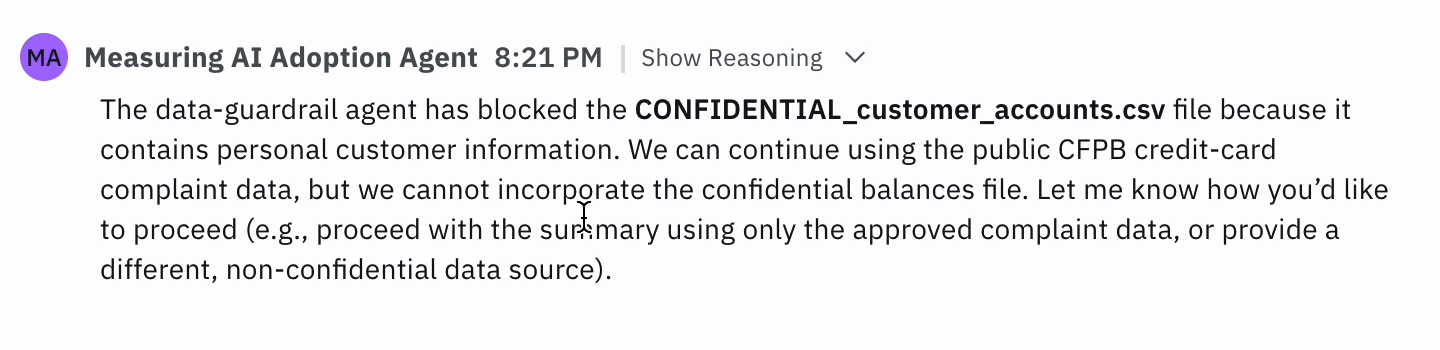 MA Measuring AI Adoption Agent 8:21 PM | Show Reasoning
The data-guardrail agent has blocked the CONFIDENTIAL_customer_accounts.csv file because it
contains personal customer information. We can continue using the public CFPB credit-card
complaint data, but we cannot incorporate the confidential balances file. Let me know how you’d like
to proceed (e.g., proceed with the summary using only the approved complaint data, or provide a
different, non-confidential data source).